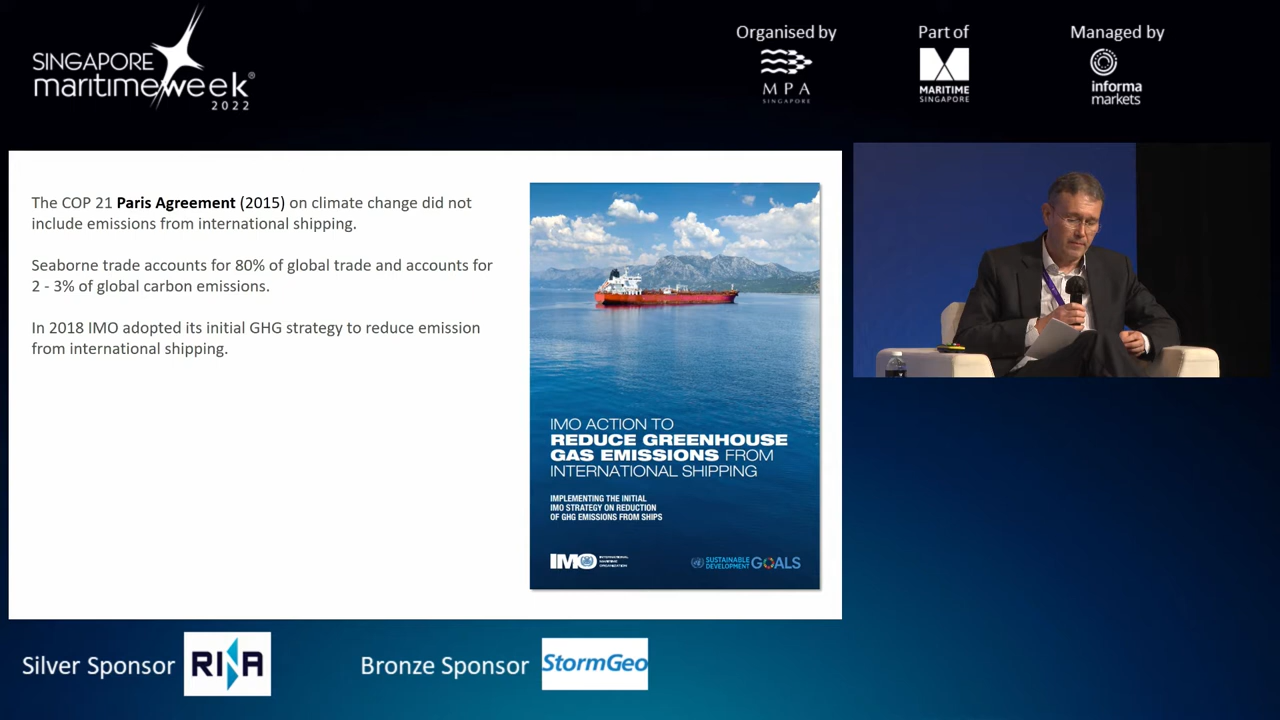 SINGAPORE
maritimeweek®
2022
Organised by
MPA
SINGAPORE
Part of
MARITIME
SINGAPORE
Managed by
informa
markets
The COP 21 Paris Agreement (2015) on climate change did not
include emissions from international shipping.
Seaborne trade accounts for 80% of global trade and accounts for
2 - 3% of global carbon emissions.
In 2018 IMO adopted its initial GHG strategy to reduce emission
from international shipping.
IMO ACTION TO
REDUCE GREENHOUSE
GAS EMISSIONS FROM
INTERNATIONAL SHIPPING
IMPLEMENTING THE INITIAL
IMO STRATEGY ON REDUCTION
OF GHG EMISSIONS FROM SHIPS
IMO
INTERNATIONAL
MARITIME
ORGANIZATION
SUSTAINABLE
DEVELOPMENT GOALS
Silver Sponsor
RINA
Bronze Sponsor
StormGeo